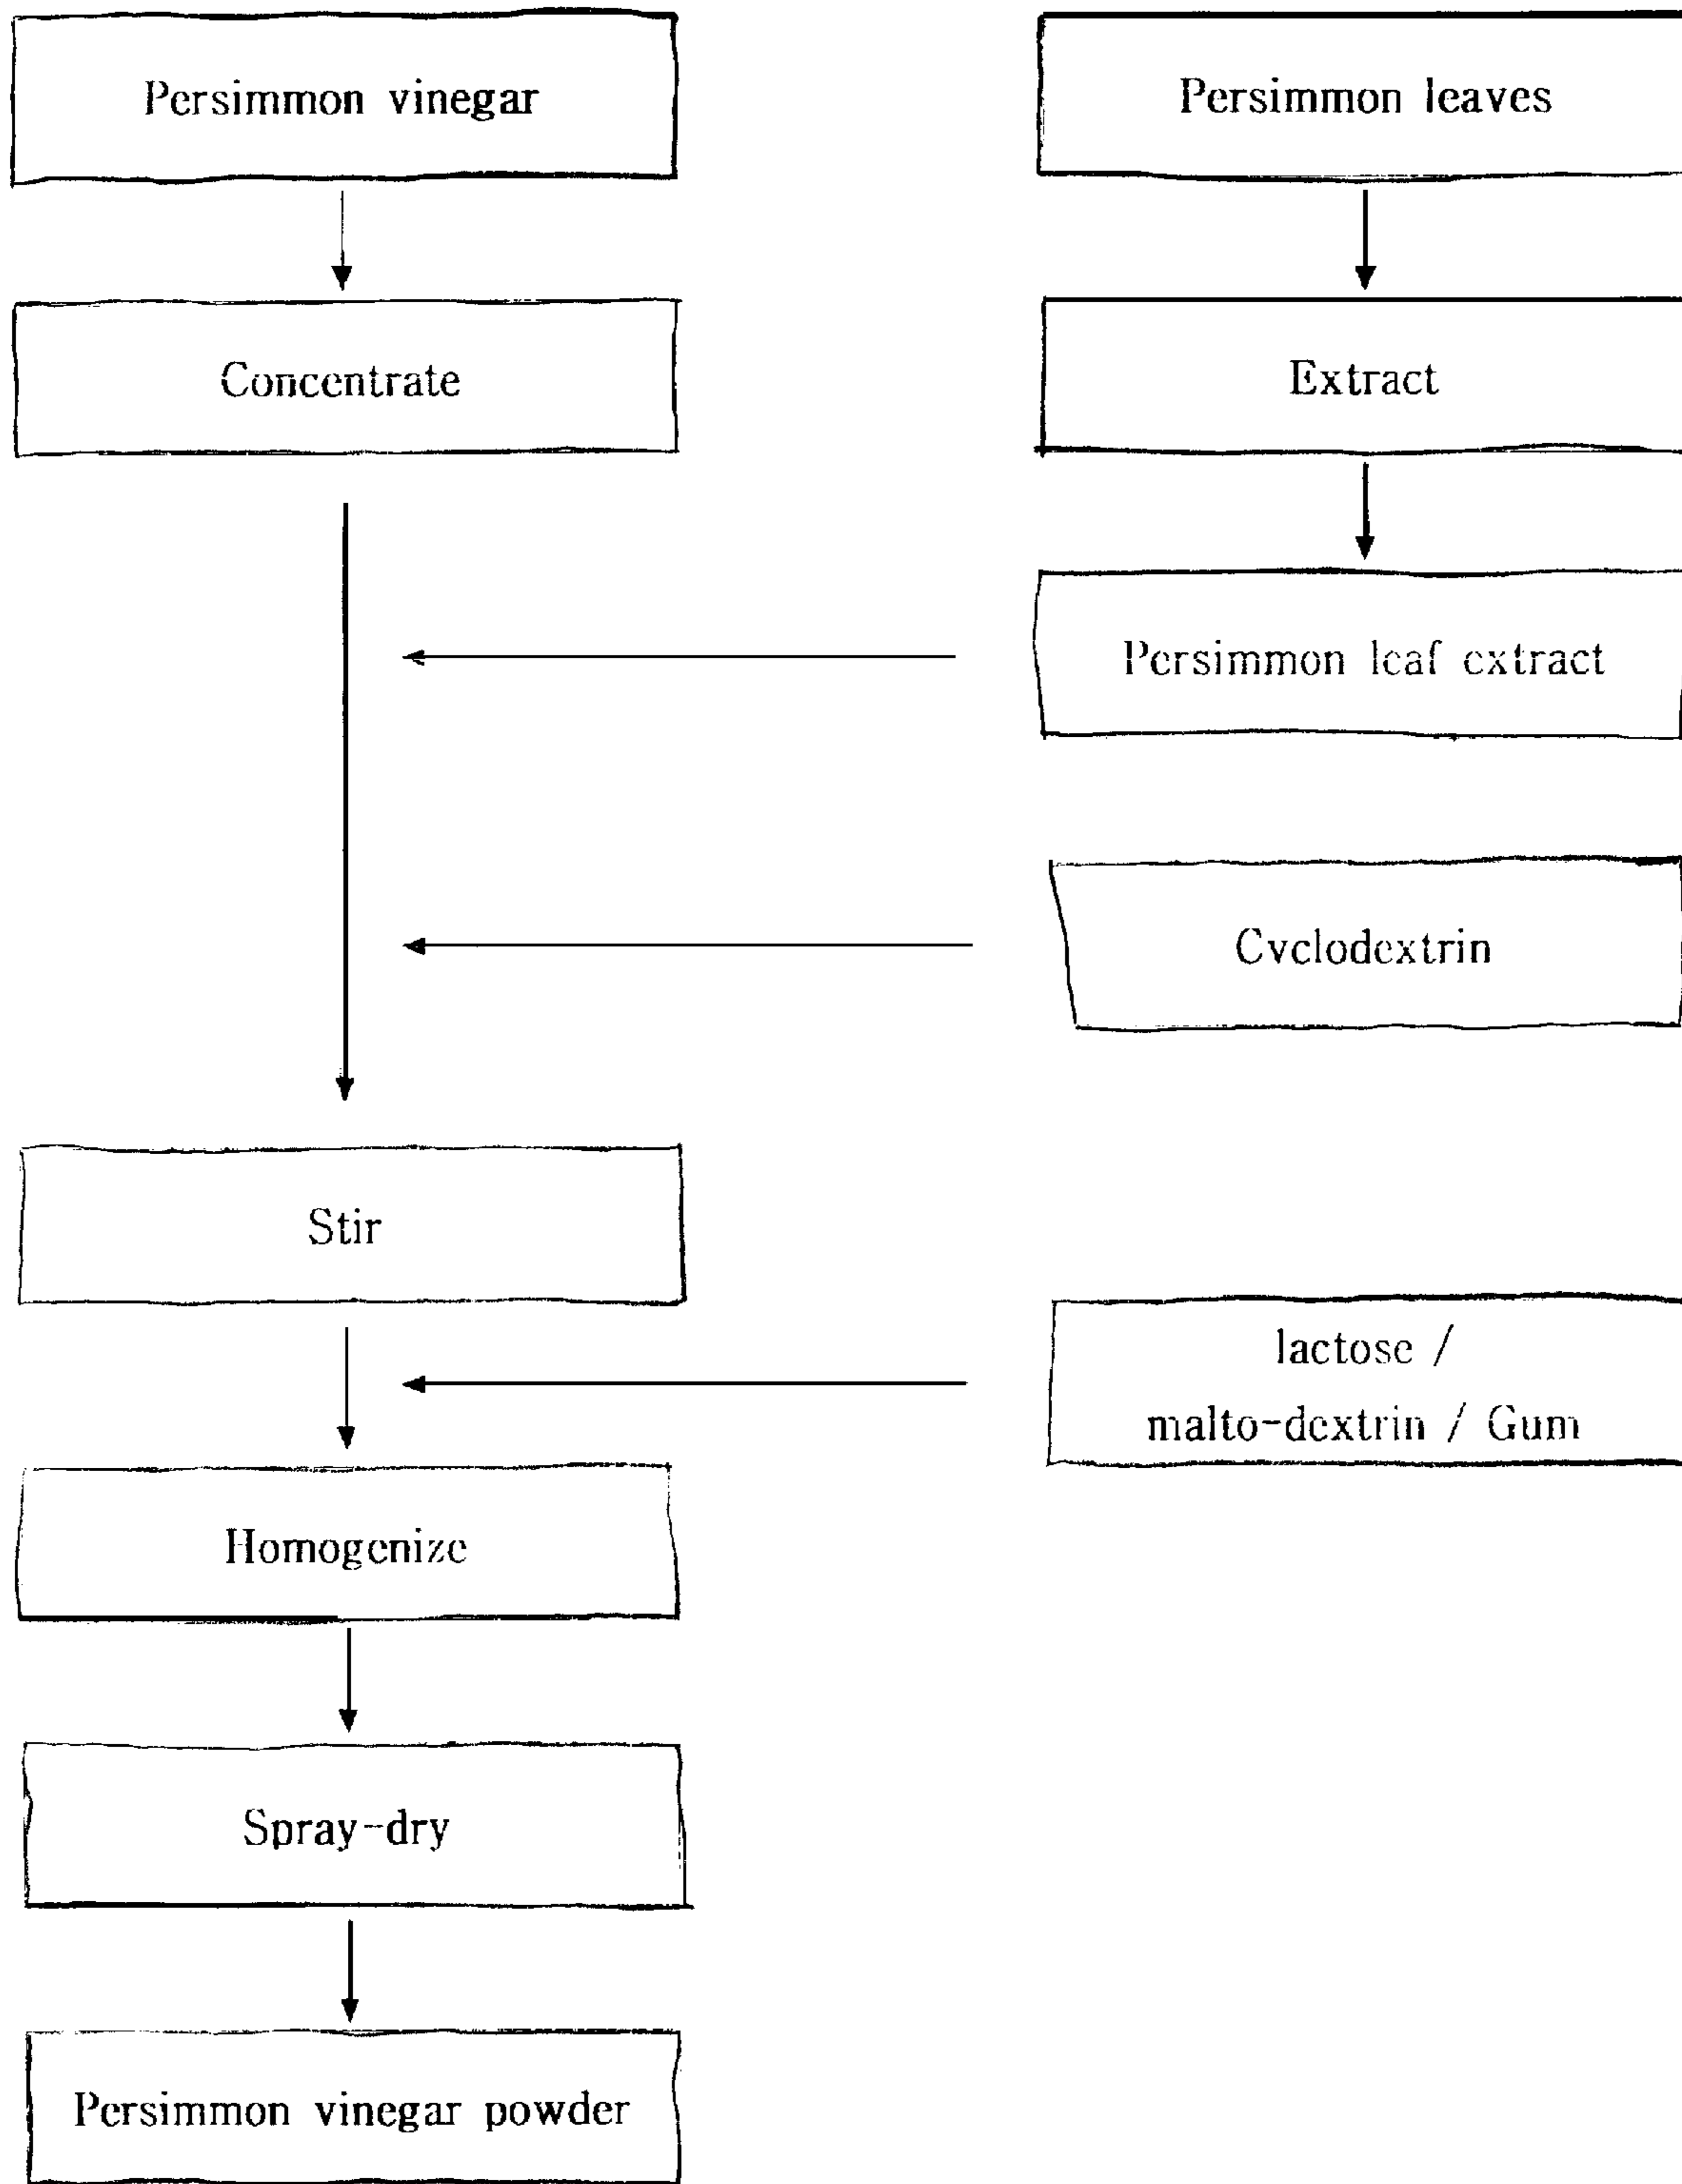 Persimmon vinegar
Persimmon leaves
Concentrate
Extract
Persimmon leaf extract
Cyclodextrin
Stir
lactose /
malto-dextrin / Gum
Homogenize
Spray-dry
Persimmon vinegar powder